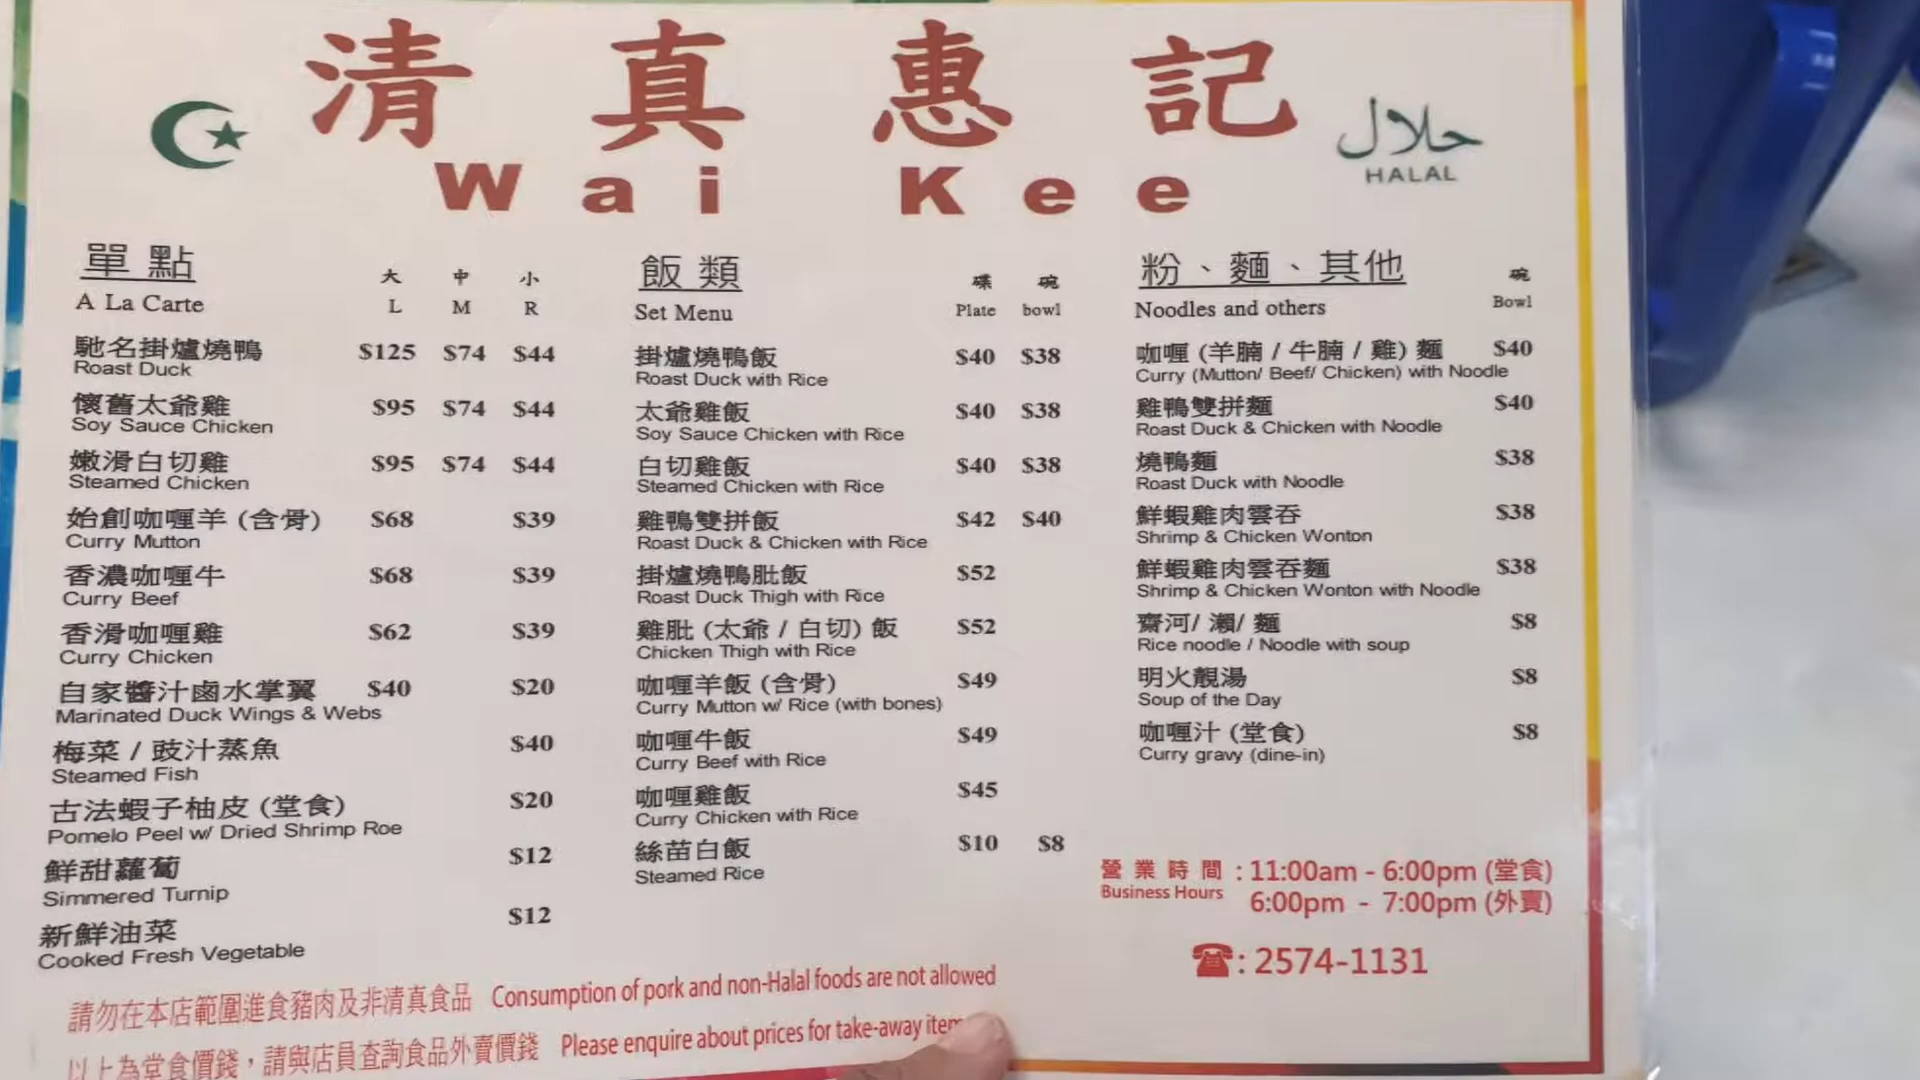 清真惠記
Wai Kee
حلال
HALAL
單點
A La Carte
大 中 小
L M R
馳名掛爐燒鴨 $125 $74 $44
Roast Duck
懷舊太爺雞 $95 $74 $44
Soy Sauce Chicken
嫩滑白切雞 $95 $74 $44
Steamed Chicken
始創咖喱羊 (含骨) $68 $39
Curry Mutton
香濃咖喱牛 $68 $39
Curry Beef
香滑咖喱雞 $62 $39
Curry Chicken
自家醬汁鹵水掌翼 $40 $20
Marinated Duck Wings & Webs
梅菜 / 豉汁蒸魚 $40
Steamed Fish
古法蝦子柚皮 (堂食) $20
Pomelo Peel w/ Dried Shrimp Roe
鮮甜蘿蔔 $12
Simmered Turnip
新鮮油菜 $12
Cooked Fresh Vegetable
飯類
Set Menu
碟 碗
Plate bowl
掛爐燒鴨飯 $40 $38
Roast Duck with Rice
太爺雞飯 $40 $38
Soy Sauce Chicken with Rice
白切雞飯 $40 $38
Steamed Chicken with Rice
雞鴨雙拼飯 $42 $40
Roast Duck & Chicken with Rice
掛爐燒鴨肶飯 $52
Roast Duck Thigh with Rice
雞肶 (太爺 / 白切) 飯 $52
Chicken Thigh with Rice
咖喱羊飯 (含骨) $49
Curry Mutton w/ Rice (with bones)
咖喱牛飯 $49
Curry Beef with Rice
咖喱雞飯 $45
Curry Chicken with Rice
絲苗白飯 $10 $8
Steamed Rice
粉、麵、其他
Noodles and others
碗
Bowl
咖喱 (羊腩 / 牛腩 / 雞) 麵 $40
Curry (Mutton/ Beef/ Chicken) with Noodle
雞鴨雙拼麵 $40
Roast Duck & Chicken with Noodle
燒鴨麵 $38
Roast Duck with Noodle
鮮蝦雞肉雲吞 $38
Shrimp & Chicken Wonton
鮮蝦雞肉雲吞麵 $38
Shrimp & Chicken Wonton with Noodle
齋河/ 瀨/ 麵 $8
Rice noodle / Noodle with soup
明火靚湯 $8
Soup of the Day
咖喱汁 (堂食) $8
Curry gravy (dine-in)
營業時間 : 11:00am - 6:00pm (堂食)
Business Hours 6:00pm - 7:00pm (外賣)
☎: 2574-1131
請勿在本店範圍進食豬肉及非清真食品 Consumption of pork and non-Halal foods are not allowed
以上為堂食價錢，請與店員查詢食品外賣價錢 Please enquire about prices for take-away